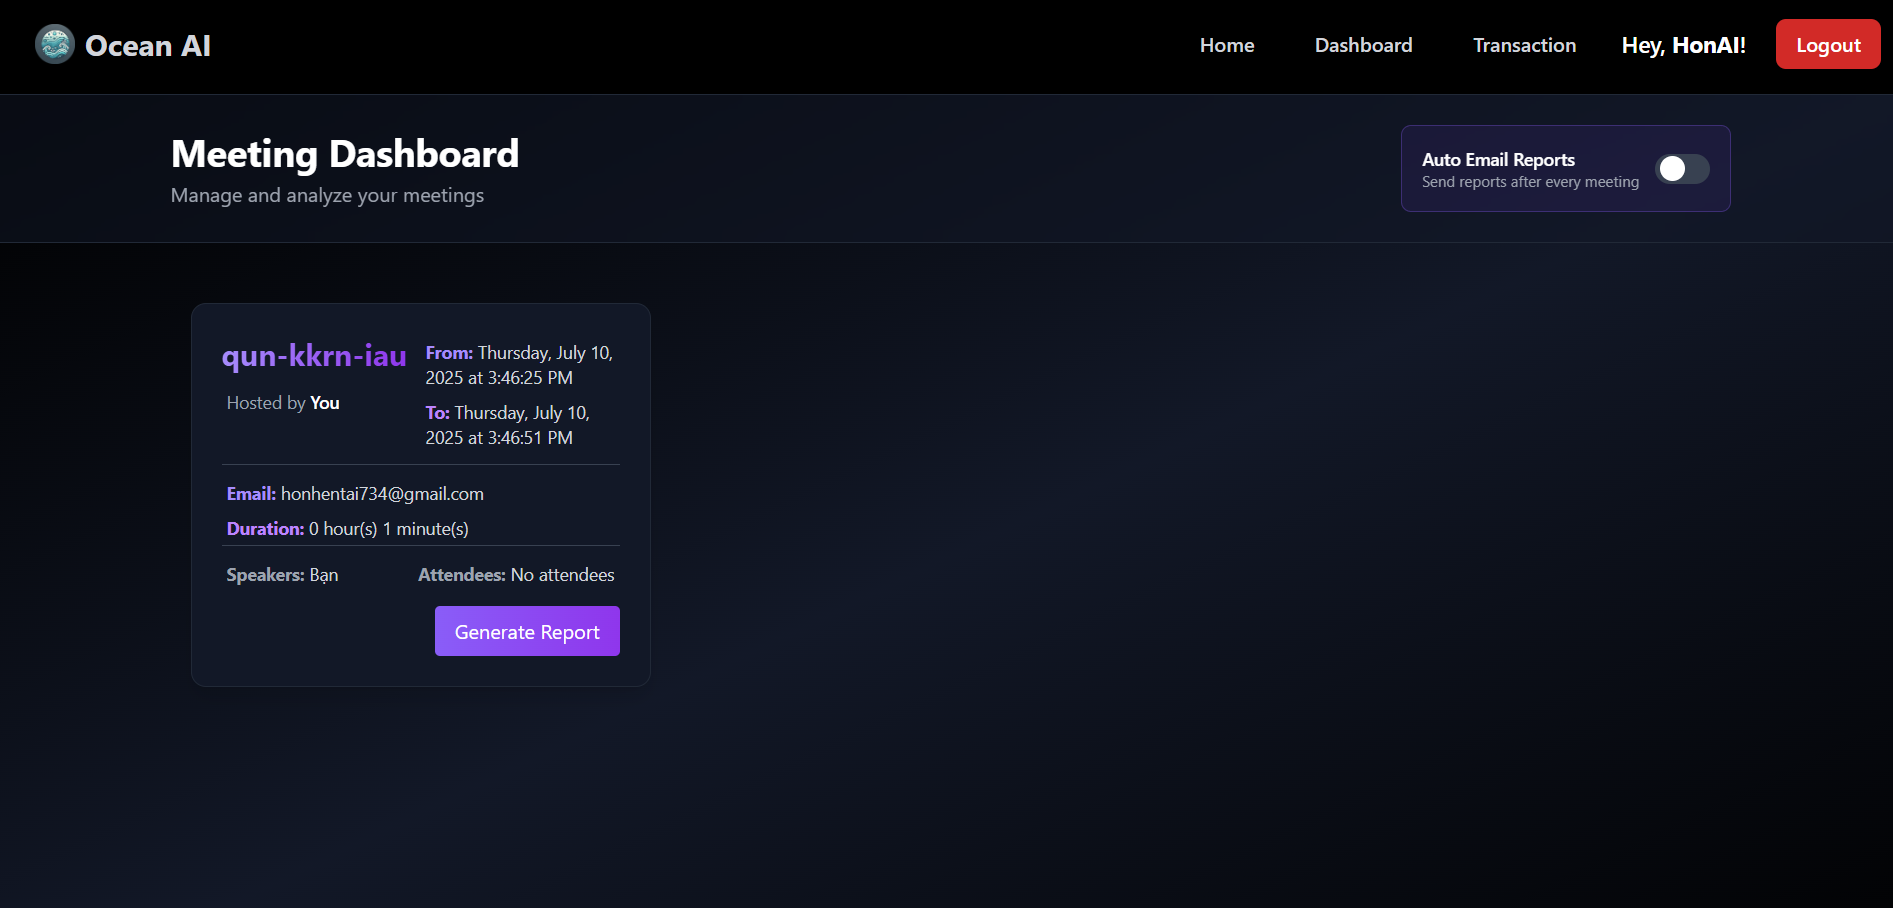 Ocean AI
Home
Dashboard
Transaction
Hey, HonAI!
Logout
Meeting Dashboard
Manage and analyze your meetings
Auto Email Reports
Send reports after every meeting
qun-kkrn-iau
Hosted by You
From: Thursday, July 10,
2025 at 3:46:25 PM
To: Thursday, July 10,
2025 at 3:46:51 PM
Email: honhentai734@gmail.com
Duration: 0 hour(s) 1 minute(s)
Speakers: Bạn
Attendees: No attendees
Generate Report